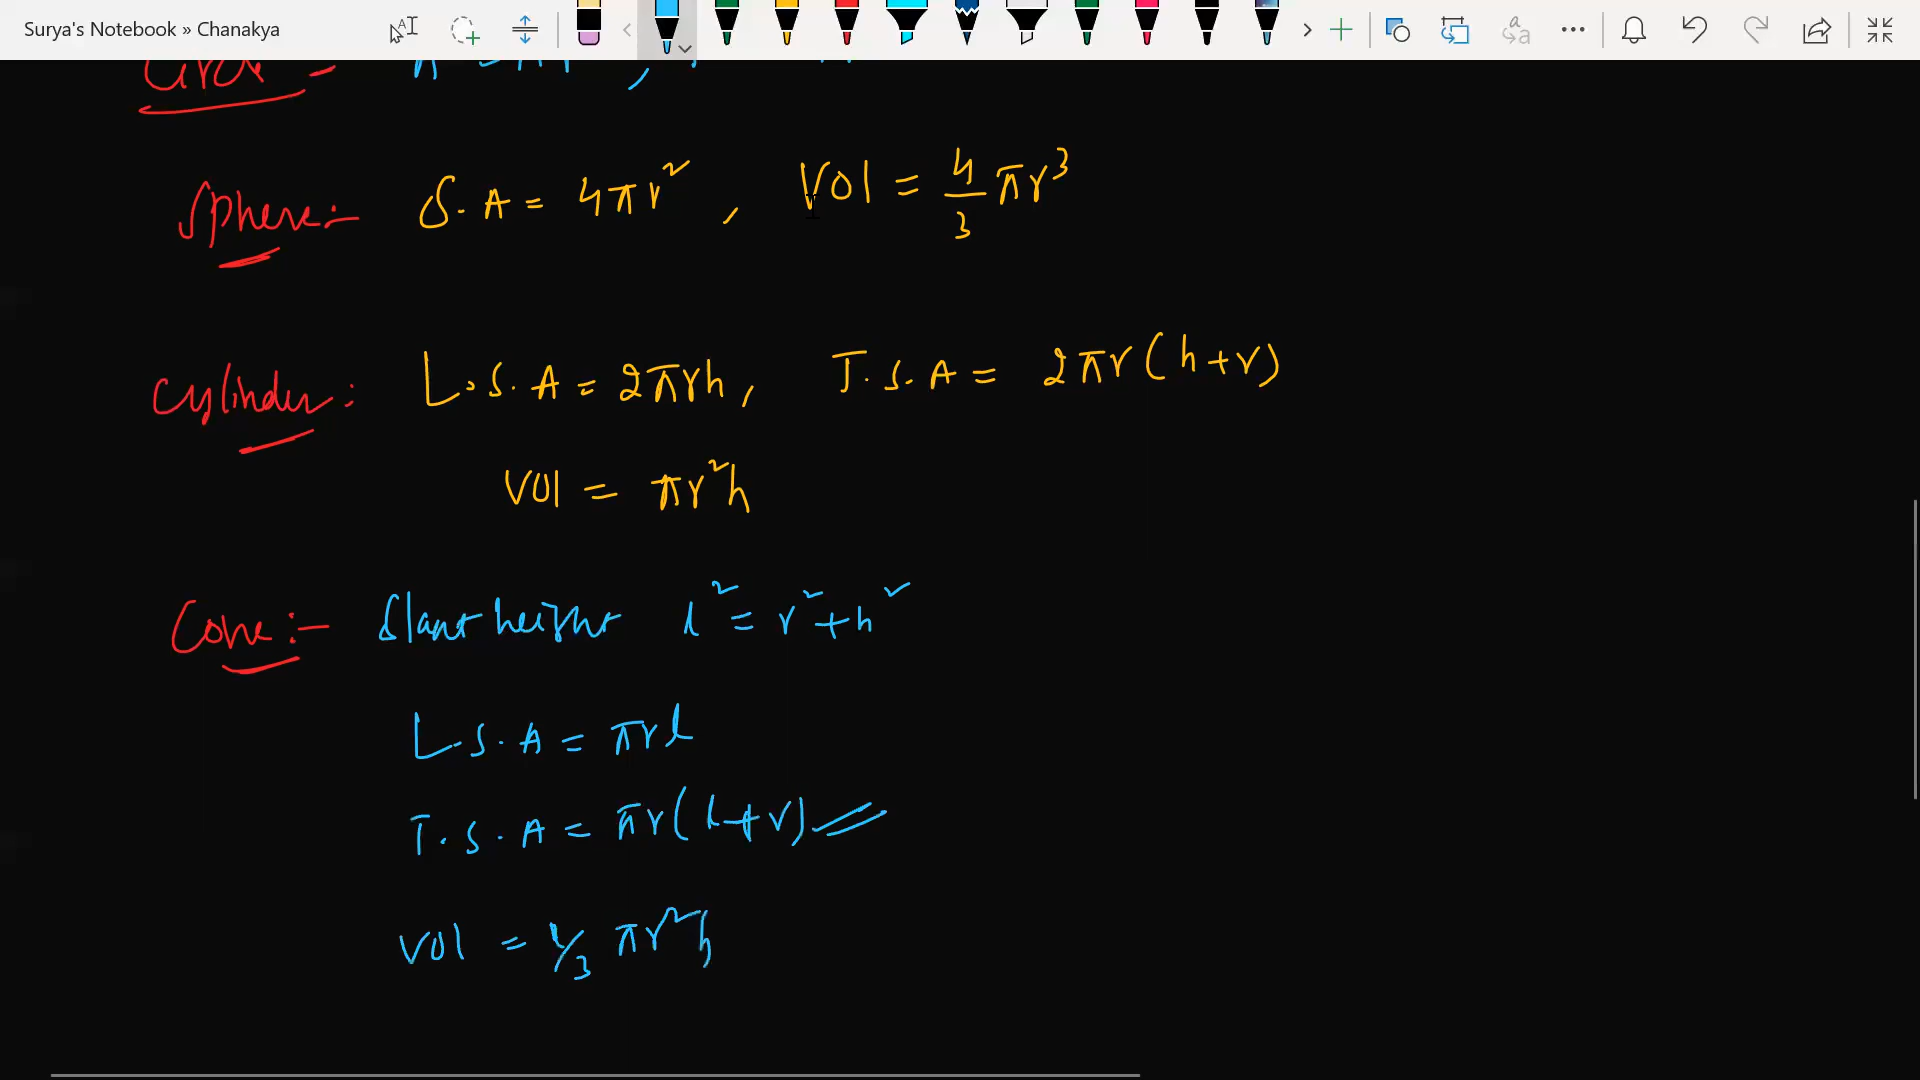 Surya's Notebook » Chanakya
Circle :-
Sphere:- S.A = 4πr², Vol = 4/3 πr³
Cylinder: L.S.A = 2πrh, T.S.A = 2πr(h+r)
Vol = πr²h
Cone:- Slant height l² = r²+h²
L.S.A = πrl
T.S.A = πr(l+r)
Vol = 1/3 πr²h